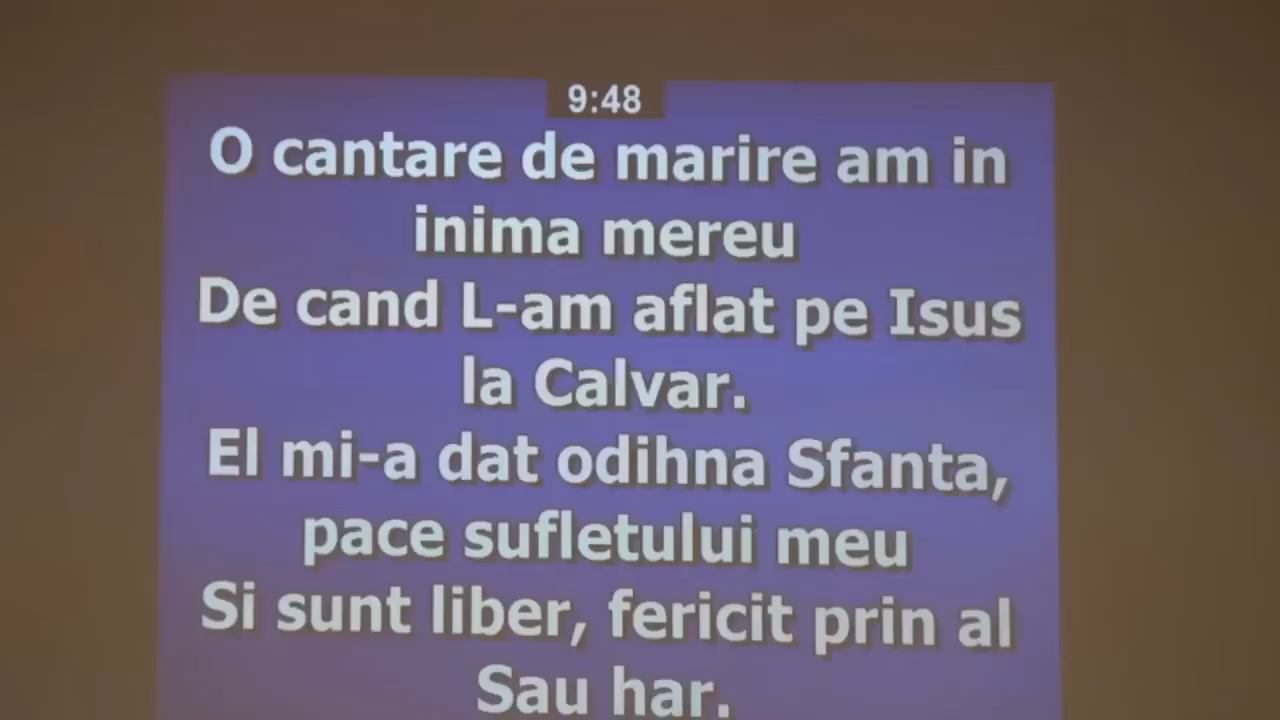 9:48
O cantare de marire am in
inima mereu
De cand L-am aflat pe Isus
la Calvar.
El mi-a dat odihna Sfanta,
pace sufletului meu
Si sunt liber, fericit prin al
Sau har.